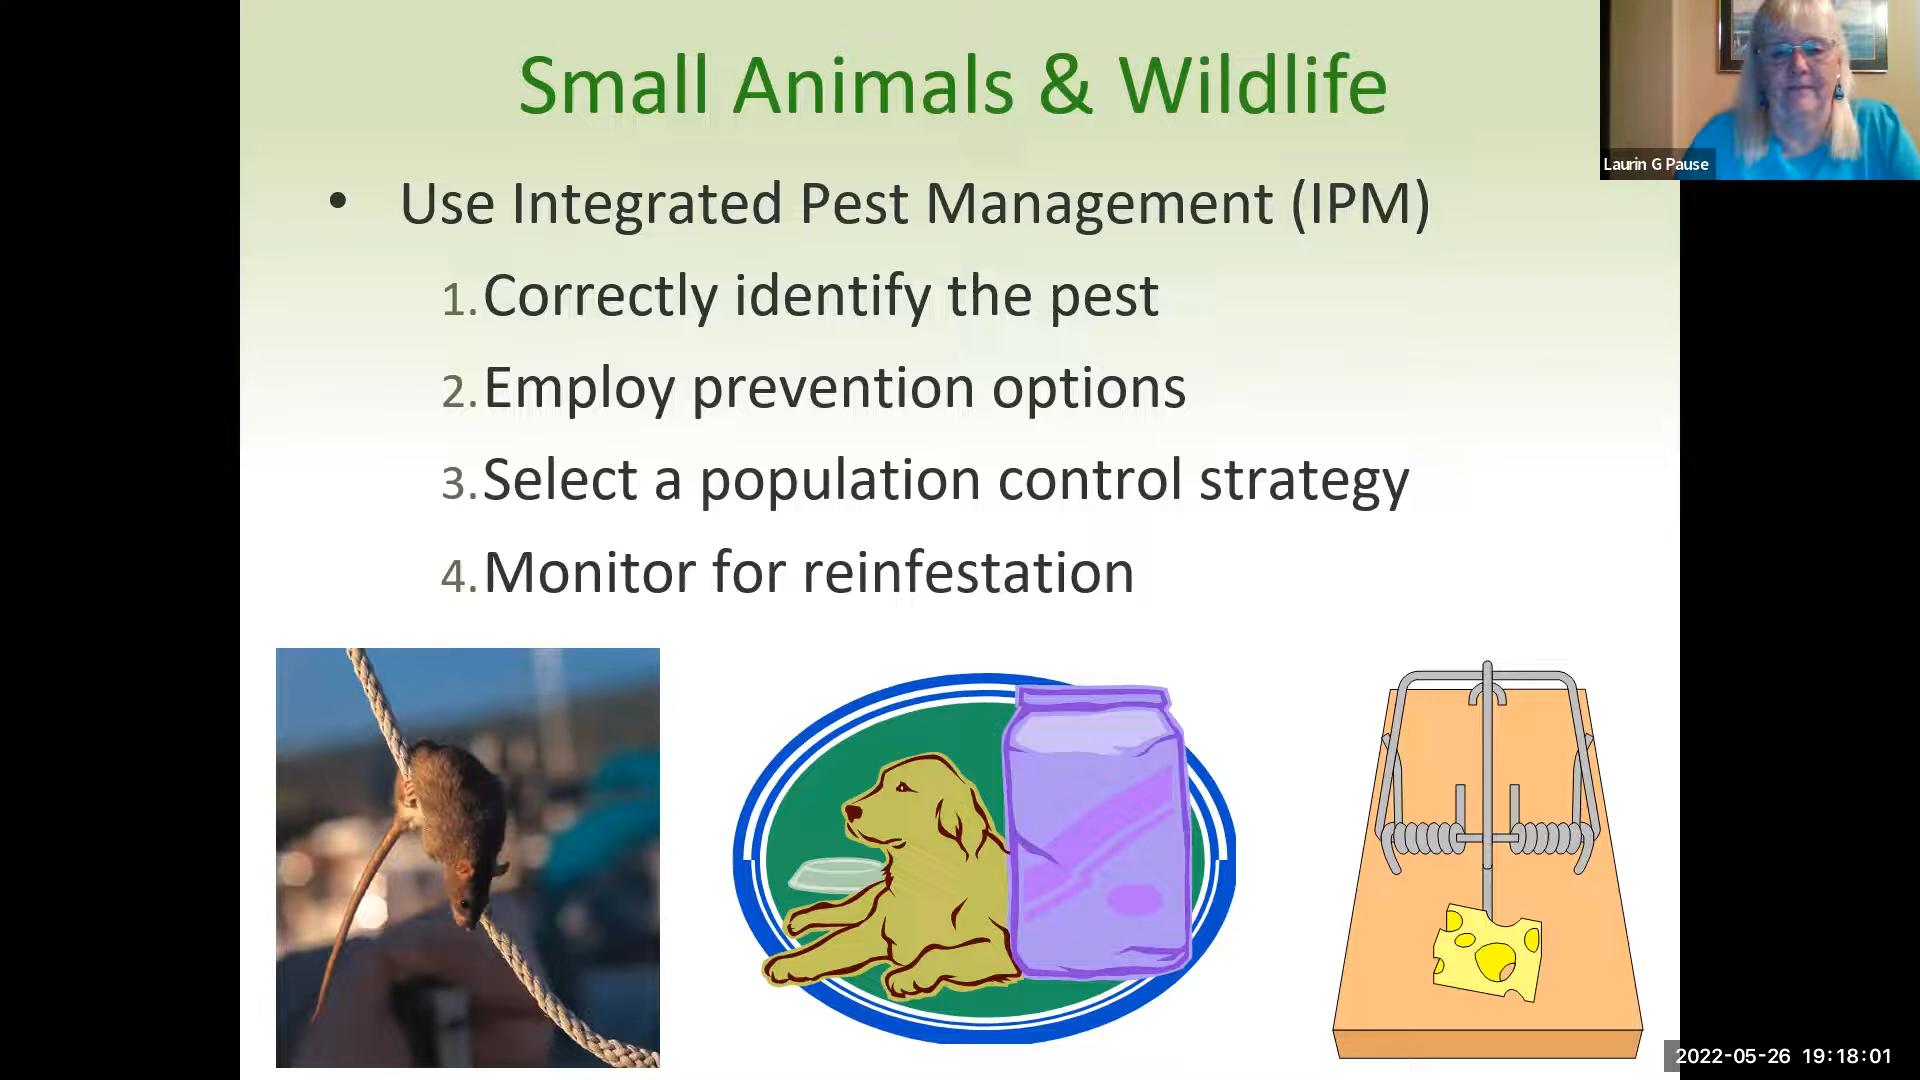 Small Animals & Wildlife
Laurin G Pause
• Use Integrated Pest Management (IPM)
1. Correctly identify the pest
2. Employ prevention options
3. Select a population control strategy
4. Monitor for reinfestation
2022-05-26 19:18:01